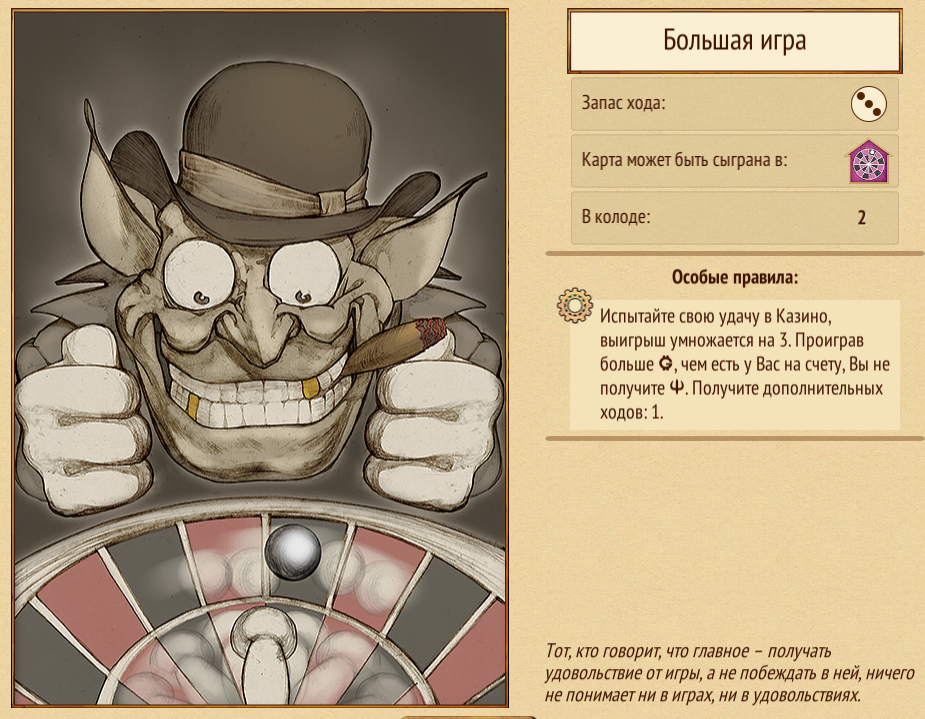 Большая игра
Запас хода:
Карта может быть сыграна в:
В колоде: 2
Особые правила:
Испытайте свою удачу в Казино,
выигрыш умножается на 3. Проиграв
больше , чем есть у Вас на счету, Вы не
получите . Получите дополнительных
ходов: 1.
Тот, кто говорит, что главное – получать
удовольствие от игры, а не побеждать в ней, ничего
не понимает ни в играх, ни в удовольствиях.